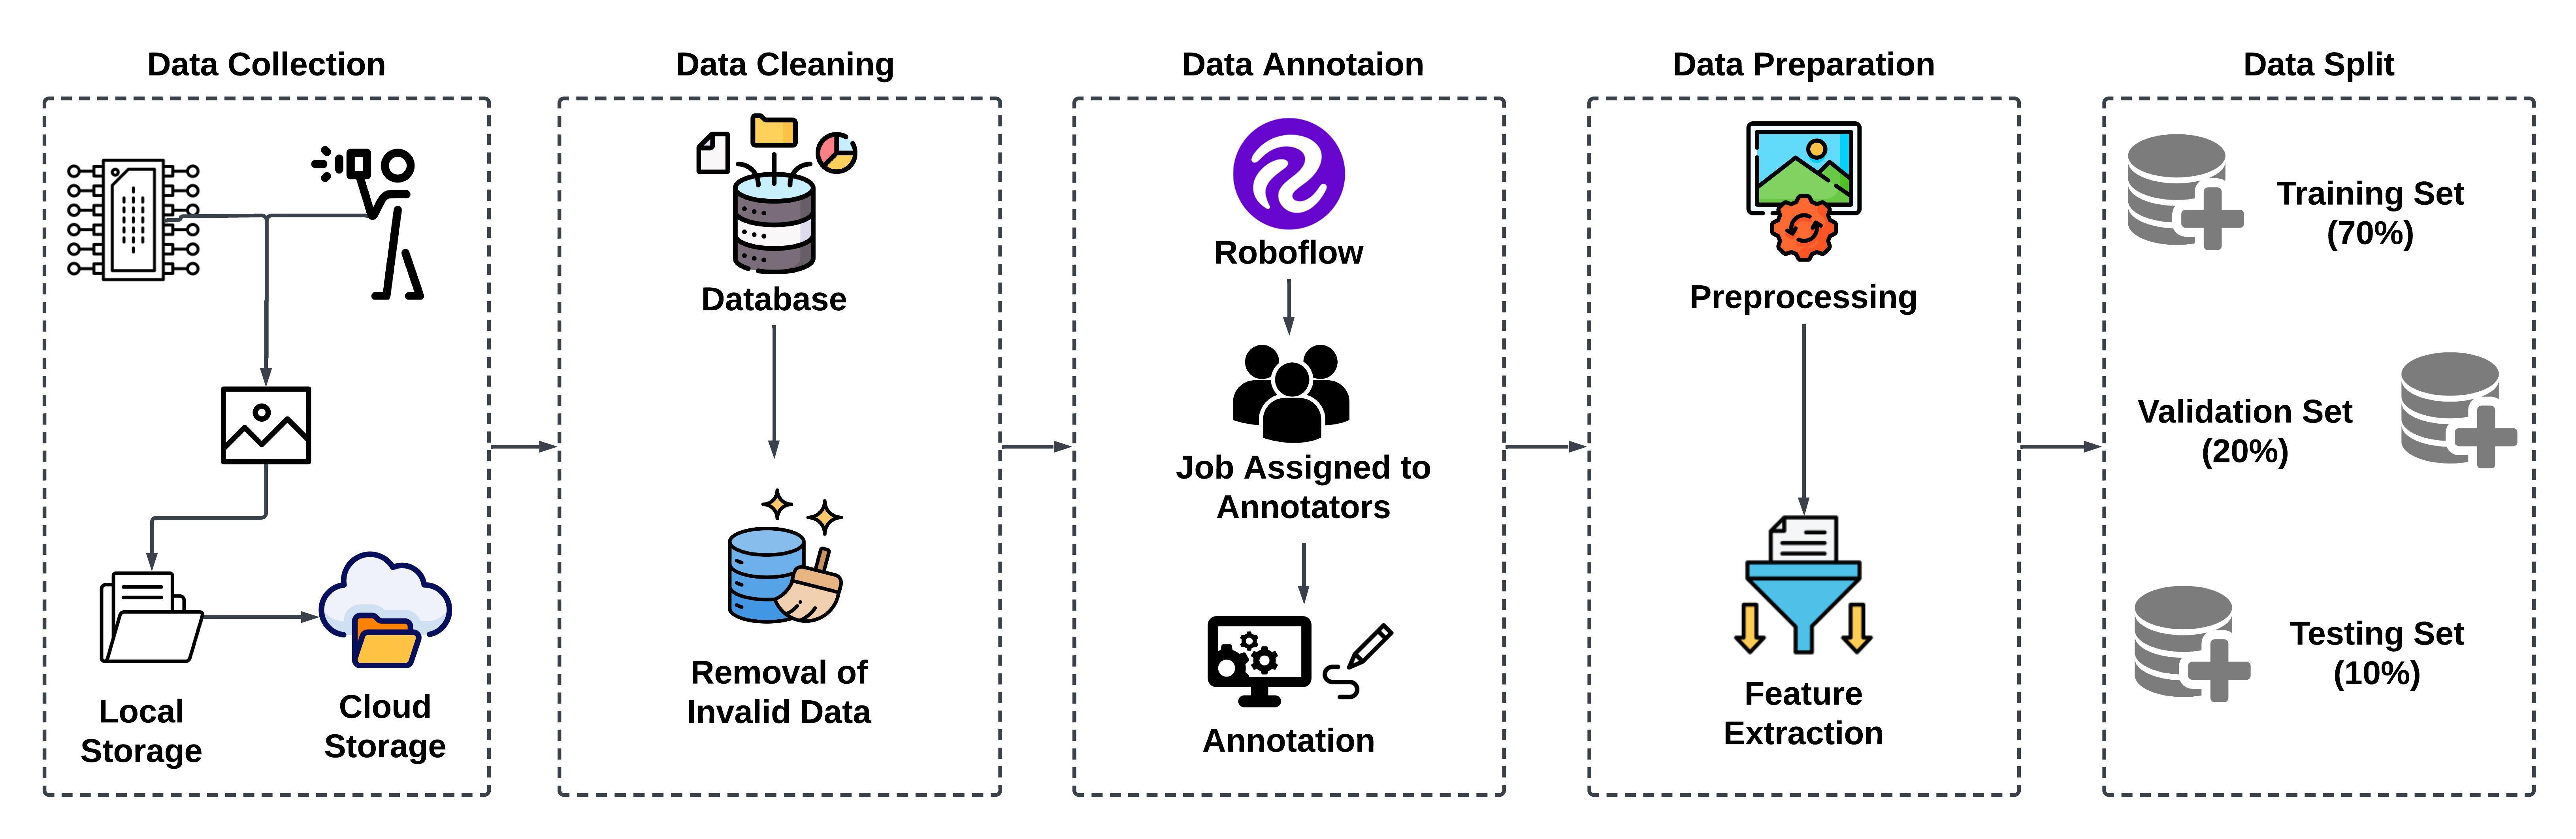 Data Collection
Local
Storage
Cloud
Storage
Data Cleaning
Database
Removal of
Invalid Data
Data Annotaion
Roboflow
Job Assigned to
Annotators
Annotation
Data Preparation
Preprocessing
Feature
Extraction
Data Split
Training Set
(70%)
Validation Set
(20%)
Testing Set
(10%)